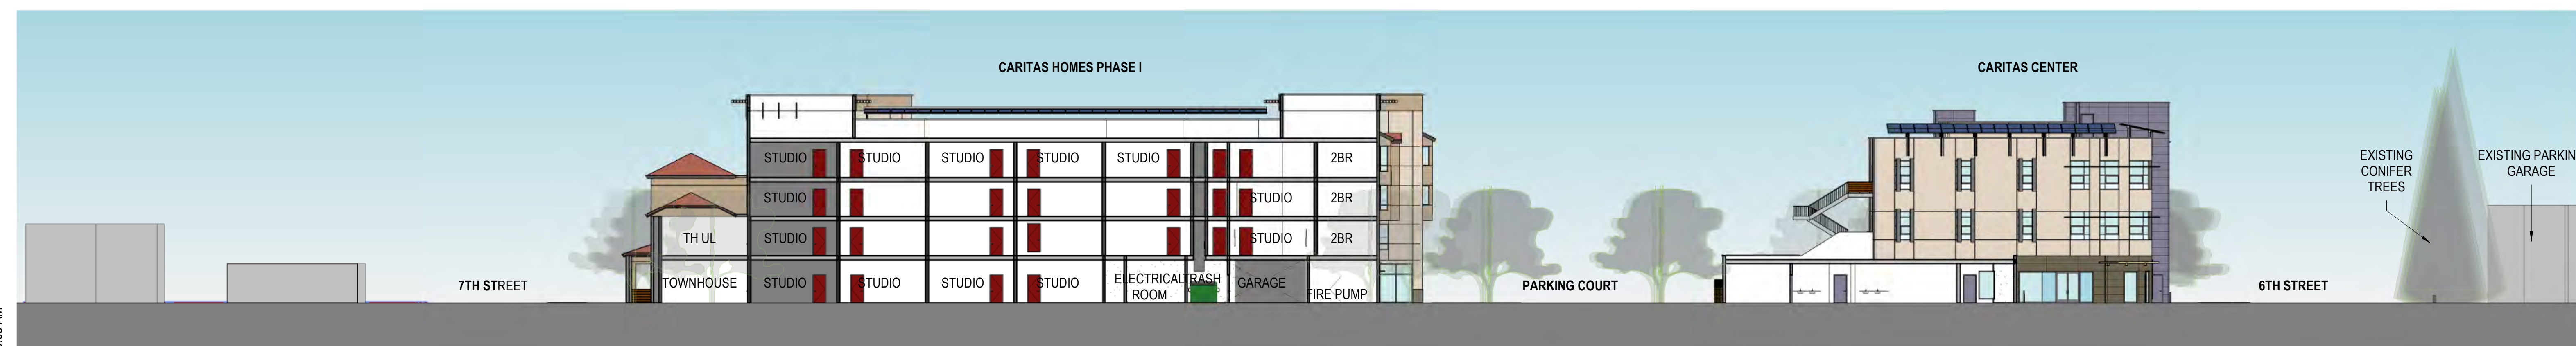 CARITAS HOMES PHASE I
CARITAS CENTER
STUDIO STUDIO STUDIO STUDIO STUDIO 2BR
EXISTING CONIFER TREES
EXISTING PARKIN
GARAGE
STUDIO STUDIO 2BR
TH UL STUDIO STUDIO 2BR
7TH STREET
TOWNHOUSE STUDIO STUDIO STUDIO STUDIO
ELECTRICAL
ROOM
TRASH
GARAGE
FIRE PUMP
PARKING COURT
6TH STREET